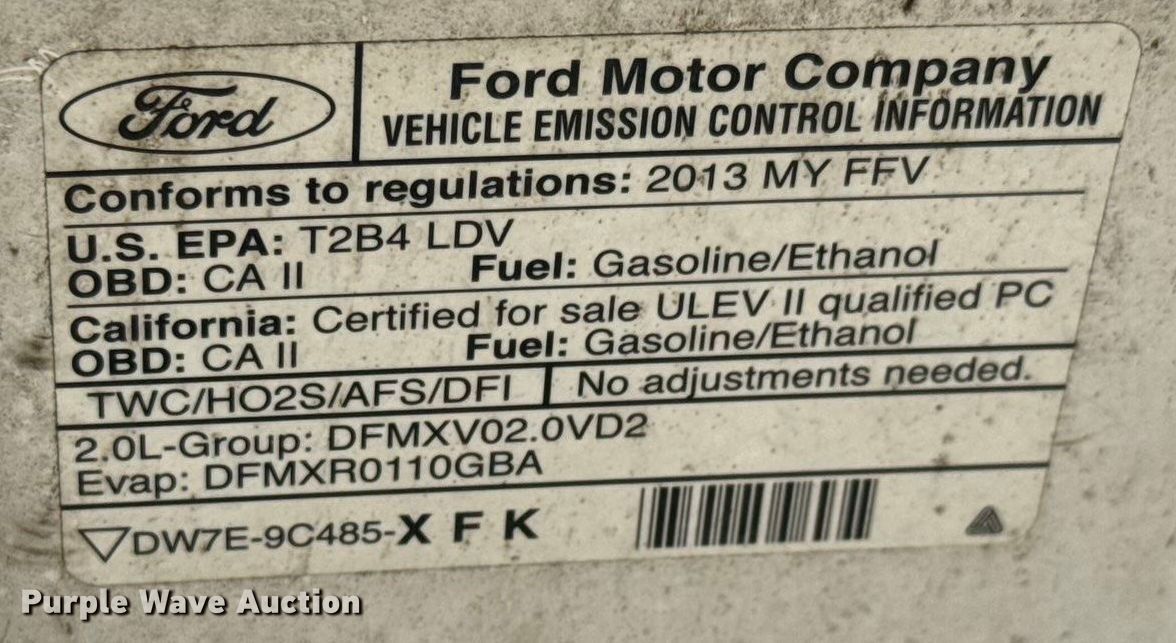 Ford
Ford Motor Company
VEHICLE EMISSION CONTROL INFORMATION
Conforms to regulations: 2013 MY FFV
U.S. EPA: T2B4 LDV
OBD: CA II Fuel: Gasoline/Ethanol
California: Certified for sale ULEV II qualified PC
OBD: CA II Fuel: Gasoline/Ethanol
TWC/HO2S/AFS/DFI No adjustments needed.
2.0L-Group: DFMXV02.0VD2
Evap: DFMXR0110GBA
DW7E-9C485-X F K
Purple Wave Auction